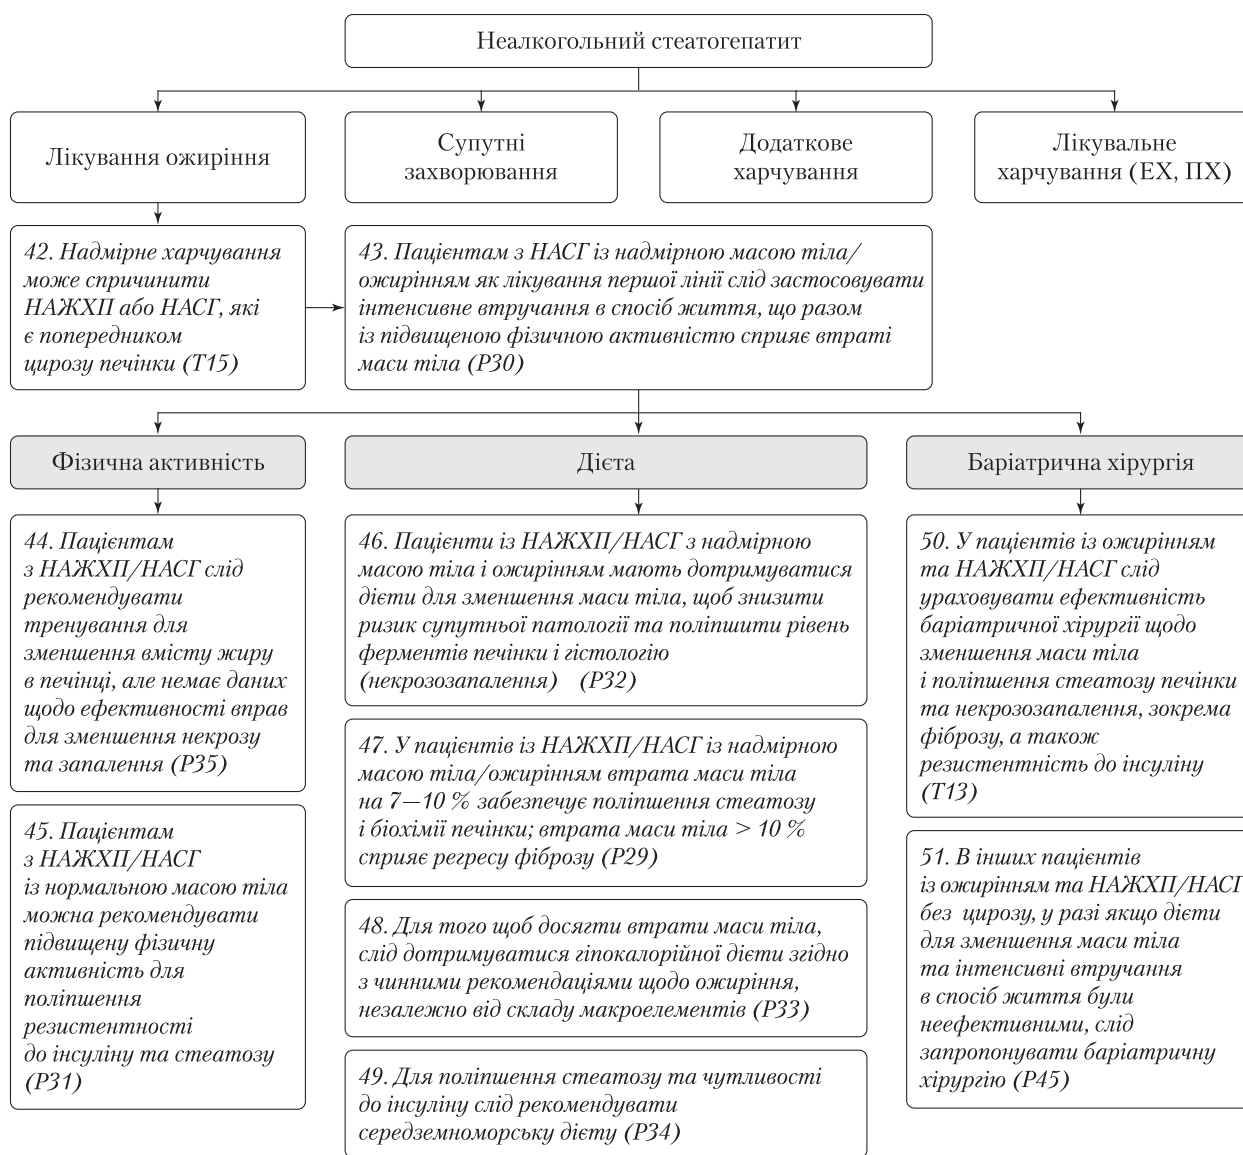 Неалкогольний стеатогепатит
Лікування ожиріння
Супутні
захворювання
Додаткове
харчування
Лікувальне
харчування (ЕХ, ПХ)
42. Надмірне харчування
може спричинити
НАЖХП або НАСГ, які
є попередником
цирозу печінки (Т15)
43. Пацієнтам з НАСГ із надмірною масою тіла/
ожирінням як лікування першої лінії слід застосовувати
інтенсивне втручання в спосіб життя, що разом
із підвищеною фізичною активністю сприяє втраті
маси тіла (Р30)
Фізична активність
Дієта
Баріатрична хірургія
44. Пацієнтам
з НАЖХП/НАСГ слід
рекомендувати
тренування для
зменшення вмісту жиру
в печінці, але немає даних
щодо ефективності вправ
для зменшення некрозу
та запалення (Р35)
45. Пацієнтам
з НАЖХП/НАСГ
із нормальною масою тіла
можна рекомендувати
підвищену фізичну
активність для
поліпшення
резистентності
до інсуліну та стеатозу
(Р31)
46. Пацієнти із НАЖХП/НАСГ з надмірною
масою тіла і ожирінням мають дотримуватися
дієти для зменшення маси тіла, щоб знизити
ризик супутньої патології та поліпшити рівень
ферментів печінки і гістологію
(некрозозапалення) (Р32)
47. У пацієнтів із НАЖХП/НАСГ із надмірною
масою тіла/ожирінням втрата маси тіла
на 7—10 % забезпечує поліпшення стеатозу
і біохімії печінки; втрата маси тіла > 10 %
сприяє регресу фіброзу (Р29)
48. Для того щоб досягти втрати маси тіла,
слід дотримуватися гіпокалорійної дієти згідно
з чинними рекомендаціями щодо ожиріння,
незалежно від складу макроелементів (Р33)
49. Для поліпшення стеатозу та чутливості
до інсуліну слід рекомендувати
середземноморську дієту (Р34)
50. У пацієнтів із ожирінням
та НАЖХП/НАСГ слід
ураховувати ефективність
баріатричної хірургії щодо
зменшення маси тіла
і поліпшення стеатозу печінки
та некрозозапалення, зокрема
фіброзу, а також
резистентність до інсуліну
(Т13)
51. В інших пацієнтів
із ожирінням та НАЖХП/НАСГ
без цирозу, у разі якщо дієти
для зменшення маси тіла
та інтенсивні втручання
в спосіб життя були
неефективними, слід
запропонувати баріатричну
хірургію (Р45)